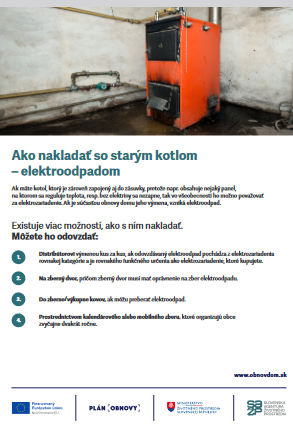 Ako nakladať so starým kotlom
– elektroodpadom
Ak máte kotol, ktorý je zároveň zapojený aj do zásuvky, pretože napr. obsahuje nejaký panel,
na ktorom sa reguluje teplota, resp. bez elektriny sa nezapne, tak vo všeobecnosti ho možno považovať
za elektrozariadenie. Ak je súčasťou obnovy domu jeho výmena, vzniká elektroodpad.
Existuje viac možností, ako s ním nakladať.
Môžete ho odovzdať:
1. Distribútorovi výmenou kus za kus, ak odovzdávaný elektroodpad pochádza z elektrozariadenia
rovnakej kategórie a je rovnakého funkčného určenia ako elektrozariadenie, ktoré kupujete.
2. Na zberný dvor, pričom zberný dvor musí mať oprávnenie na zber elektroodpadu.
3. Do zberne/výkupne kovov, ak môžu preberať elektroodpad.
4. Prostredníctvom kalendárového alebo mobilného zberu, ktoré organizujú obce
zvyčajne dvakrát ročne.
www.obnovdom.sk
Financovaný
Európskou úniou
PLÁN [OBNOVY]
MINISTERSTVO
ŽIVOTNÉHO PROSTREDIA
SLOVENSKEJ REPUBLIKY
SLOVENSKÁ
AGENTÚRA
ŽIVOTNÉHO
PROSTREDIA